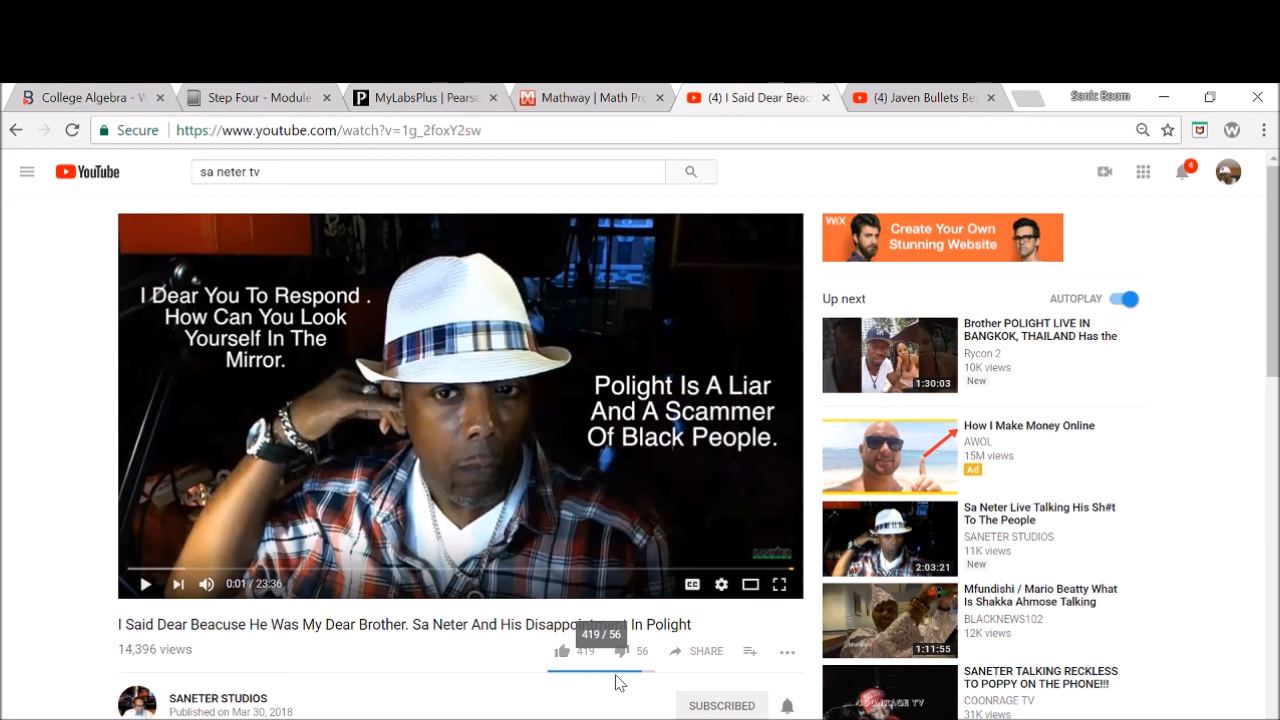 College Algebra - W
Step Four - Module
MyLabsPlus | Pearso
Mathway | Math Pro
(4) I Said Dear Beac
(4) Javen Bullets Be
Sonic Boom
Secure
https://www.youtube.com/watch?v=1g_2foxY2sw
YouTube
sa neter tv
4
I Dear You To Respond .
How Can You Look
Yourself In The
Mirror.
Polight Is A Liar
And A Scammer
Of Black People.
SANETER
0:01 / 23:36
CC
I Said Dear Beacuse He Was My Dear Brother. Sa Neter And His Disappointment In Polight
14,396 views
419 / 56
419
56
SHARE
SANETER STUDIOS
Published on Mar 30, 2018
SUBSCRIBED
WiX
Create Your Own
Stunning Website
Up next
AUTOPLAY
Brother POLIGHT LIVE IN
BANGKOK, THAILAND Has the
Rycon 2
10K views
New
1:30:03
How I Make Money Online
AWOL
15M views
Ad
Sa Neter Live Talking His Sh#t
To The People
SANETER STUDIOS
11K views
New
2:03:21
Mfundishi / Mario Beatty What
Is Shakka Ahmose Talking
BLACKNEWS102
12K views
1:11:55
SANETER TALKING RECKLESS
TO POPPY ON THE PHONE!!!
COONRAGE TV
31K views
COONRAGE TV